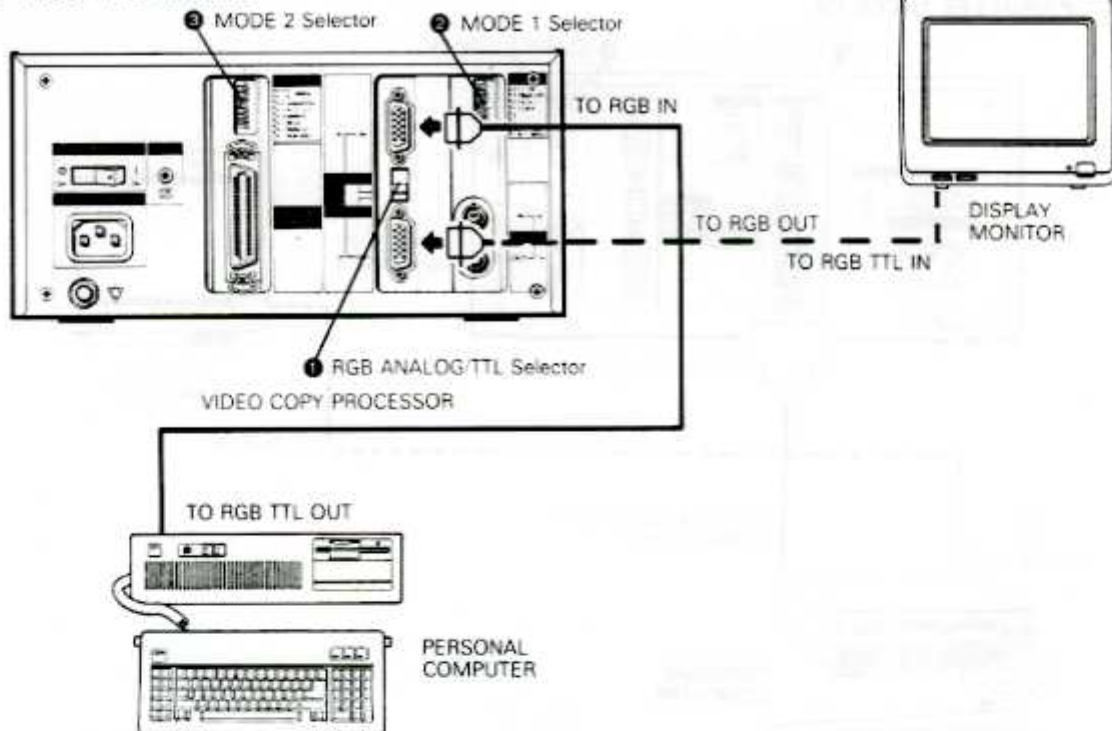 ❸ MODE 2 Selector
❷ MODE 1 Selector
TO RGB IN
TO RGB OUT
TO RGB TTL IN
DISPLAY
MONITOR
❶ RGB ANALOG/TTL Selector
VIDEO COPY PROCESSOR
TO RGB TTL OUT
PERSONAL
COMPUTER